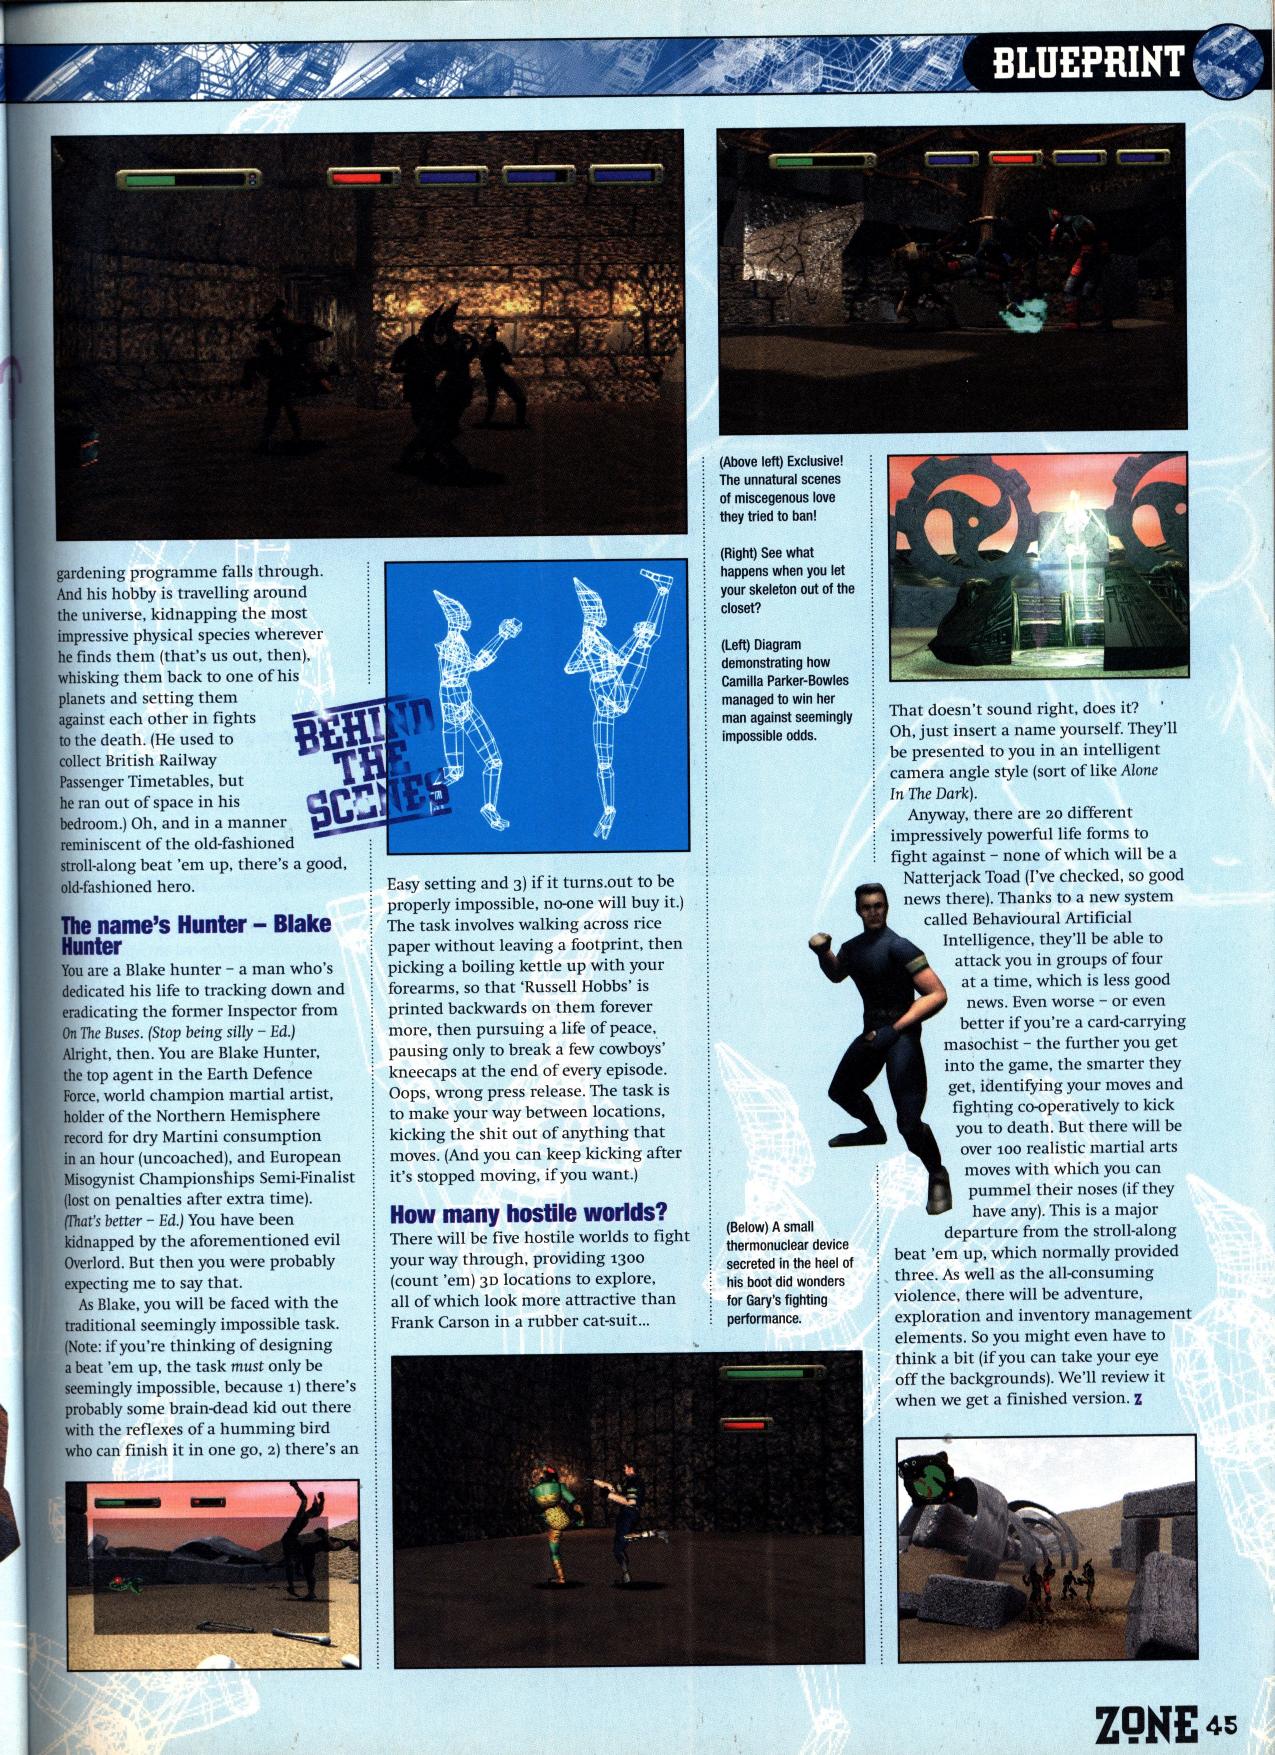 BLUEPRINT
gardening programme falls through.
And his hobby is travelling around
the universe, kidnapping the most
impressive physical species wherever
he finds them (that's us out, then),
whisking them back to one of his
planets and setting them
against each other in fights
to the death. (He used to
collect British Railway
Passenger Timetables, but
he ran out of space in his
bedroom.) Oh, and in a manner
reminiscent of the old-fashioned
stroll-along beat 'em up, there's a good,
old-fashioned hero.
The name's Hunter – Blake
Hunter
You are a Blake hunter – a man who's
dedicated his life to tracking down and
eradicating the former Inspector from
On The Buses. (Stop being silly – Ed.)
Alright, then. You are Blake Hunter,
the top agent in the Earth Defence
Force, world champion martial artist,
holder of the Northern Hemisphere
record for dry Martini consumption
in an hour (uncoached), and European
Misogynist Championships Semi-Finalist
(lost on penalties after extra time).
(That's better – Ed.) You have been
kidnapped by the aforementioned evil
Overlord. But then you were probably
expecting me to say that.
As Blake, you will be faced with the
traditional seemingly impossible task.
(Note: if you're thinking of designing
a beat 'em up, the task must only be
seemingly impossible, because 1) there's
probably some brain-dead kid out there
with the reflexes of a humming bird
who can finish it in one go, 2) there's an
BEHIND
THE
SCENES
Easy setting and 3) if it turns.out to be
properly impossible, no-one will buy it.)
The task involves walking across rice
paper without leaving a footprint, then
picking a boiling kettle up with your
forearms, so that 'Russell Hobbs' is
printed backwards on them forever
more, then pursuing a life of peace,
pausing only to break a few cowboys'
kneecaps at the end of every episode.
Oops, wrong press release. The task is
to make your way between locations,
kicking the shit out of anything that
moves. (And you can keep kicking after
it's stopped moving, if you want.)
How many hostile worlds?
There will be five hostile worlds to fight
your way through, providing 1300
(count 'em) 3D locations to explore,
all of which look more attractive than
Frank Carson in a rubber cat-suit...
(Above left) Exclusive!
The unnatural scenes
of miscegenous love
they tried to ban!
(Right) See what
happens when you let
your skeleton out of the
closet?
(Left) Diagram
demonstrating how
Camilla Parker-Bowles
managed to win her
man against seemingly
impossible odds.
(Below) A small
thermonuclear device
secreted in the heel of
his boot did wonders
for Gary's fighting
performance.
That doesn't sound right, does it?
Oh, just insert a name yourself. They'll
be presented to you in an intelligent
camera angle style (sort of like Alone
In The Dark).
Anyway, there are 20 different
impressively powerful life forms to
fight against – none of which will be a
Natterjack Toad (I've checked, so good
news there). Thanks to a new system
called Behavioural Artificial
Intelligence, they'll be able to
attack you in groups of four
at a time, which is less good
news. Even worse – or even
better if you're a card-carrying
masochist – the further you get
into the game, the smarter they
get, identifying your moves and
fighting co-operatively to kick
you to death. But there will be
over 100 realistic martial arts
moves with which you can
pummel their noses (if they
have any). This is a major
departure from the stroll-along
beat 'em up, which normally provided
three. As well as the all-consuming
violence, there will be adventure,
exploration and inventory management
elements. So you might even have to
think a bit (if you can take your eye
off the backgrounds). We'll review it
when we get a finished version. Z
ZONE 45